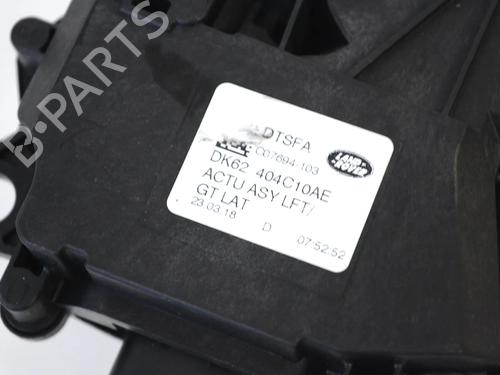 B-PARTS
DTSFA
C07694-103
LAND
ROVER
DK62 404C10AE
ACTU ASY LFT/
GT LAT
23.03.18 D 07:52:52